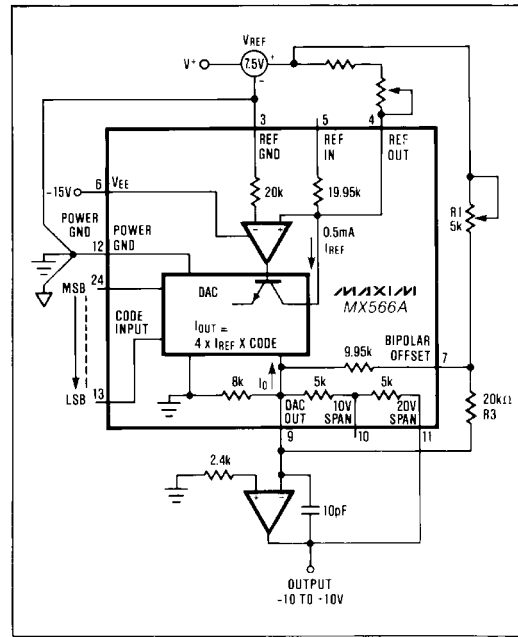 VREF
V+
7.5V
+
−
3
5
4
REF GND
REF IN
REF OUT
6
VEE
-15V
20k
19.95k
R1
5k
POWER GND
12
POWER GND
0.5mA
IREF
− +
MAXIM
MX566A
24
MSB
DAC
CODE INPUT
IOUT =
4 x IREF X CODE
BIPOLAR OFFSET
7
9.95k
13
LSB
IO
8k
5k
5k
20kΩ
R3
DAC OUT
10V SPAN
20V SPAN
9
10
11
2.4k
+ −
10pF
OUTPUT
-10 TO -10V